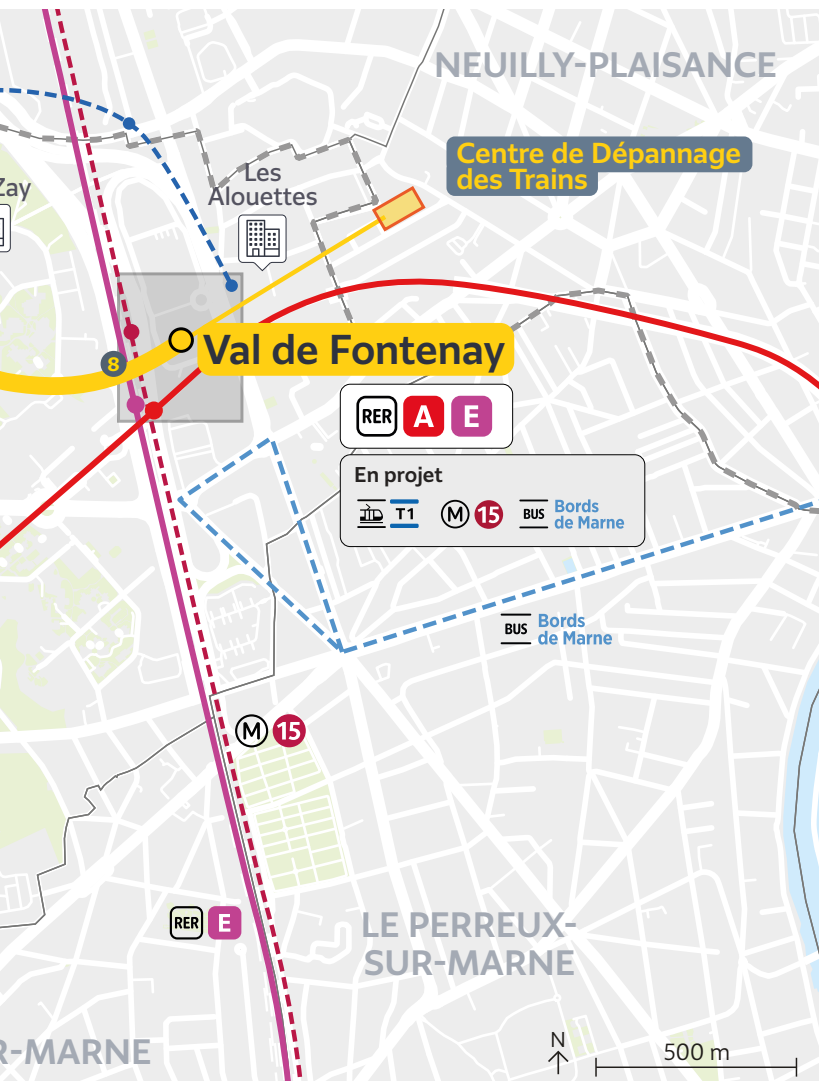 NEUILLY-PLAISANCE
Centre de Dépannage
des Trains
Zay
Les
Alouettes
8
Val de Fontenay
RER A E
En projet
T1 M 15 BUS Bords
de Marne
BUS Bords
de Marne
M 15
RER E
LE PERREUX-
SUR-MARNE
R-MARNE
N
500 m